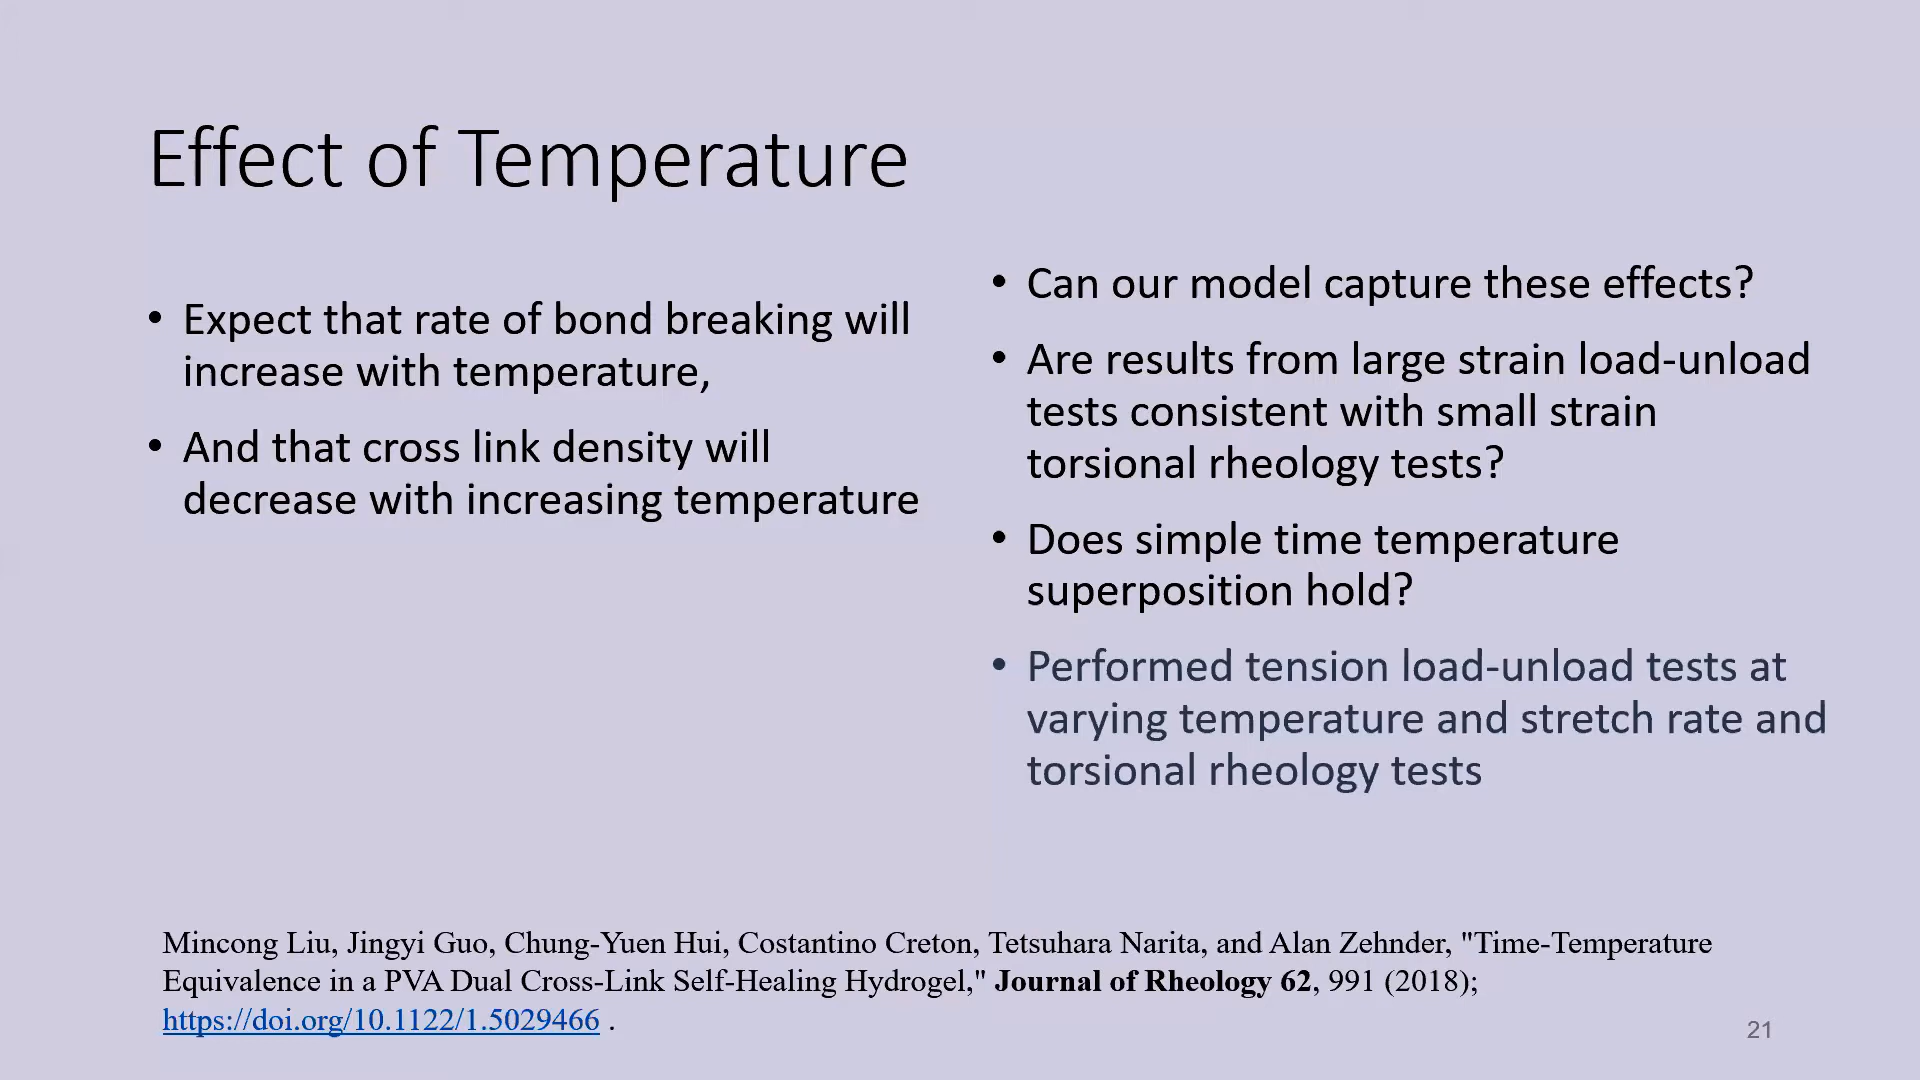 Effect of Temperature
• Expect that rate of bond breaking will
increase with temperature,
• And that cross link density will
decrease with increasing temperature
• Can our model capture these effects?
• Are results from large strain load-unload
tests consistent with small strain
torsional rheology tests?
• Does simple time temperature
superposition hold?
• Performed tension load-unload tests at
varying temperature and stretch rate and
torsional rheology tests
Mincong Liu, Jingyi Guo, Chung-Yuen Hui, Costantino Creton, Tetsuhara Narita, and Alan Zehnder, "Time-Temperature
Equivalence in a PVA Dual Cross-Link Self-Healing Hydrogel," Journal of Rheology 62, 991 (2018);
https://doi.org/10.1122/1.5029466 .
21